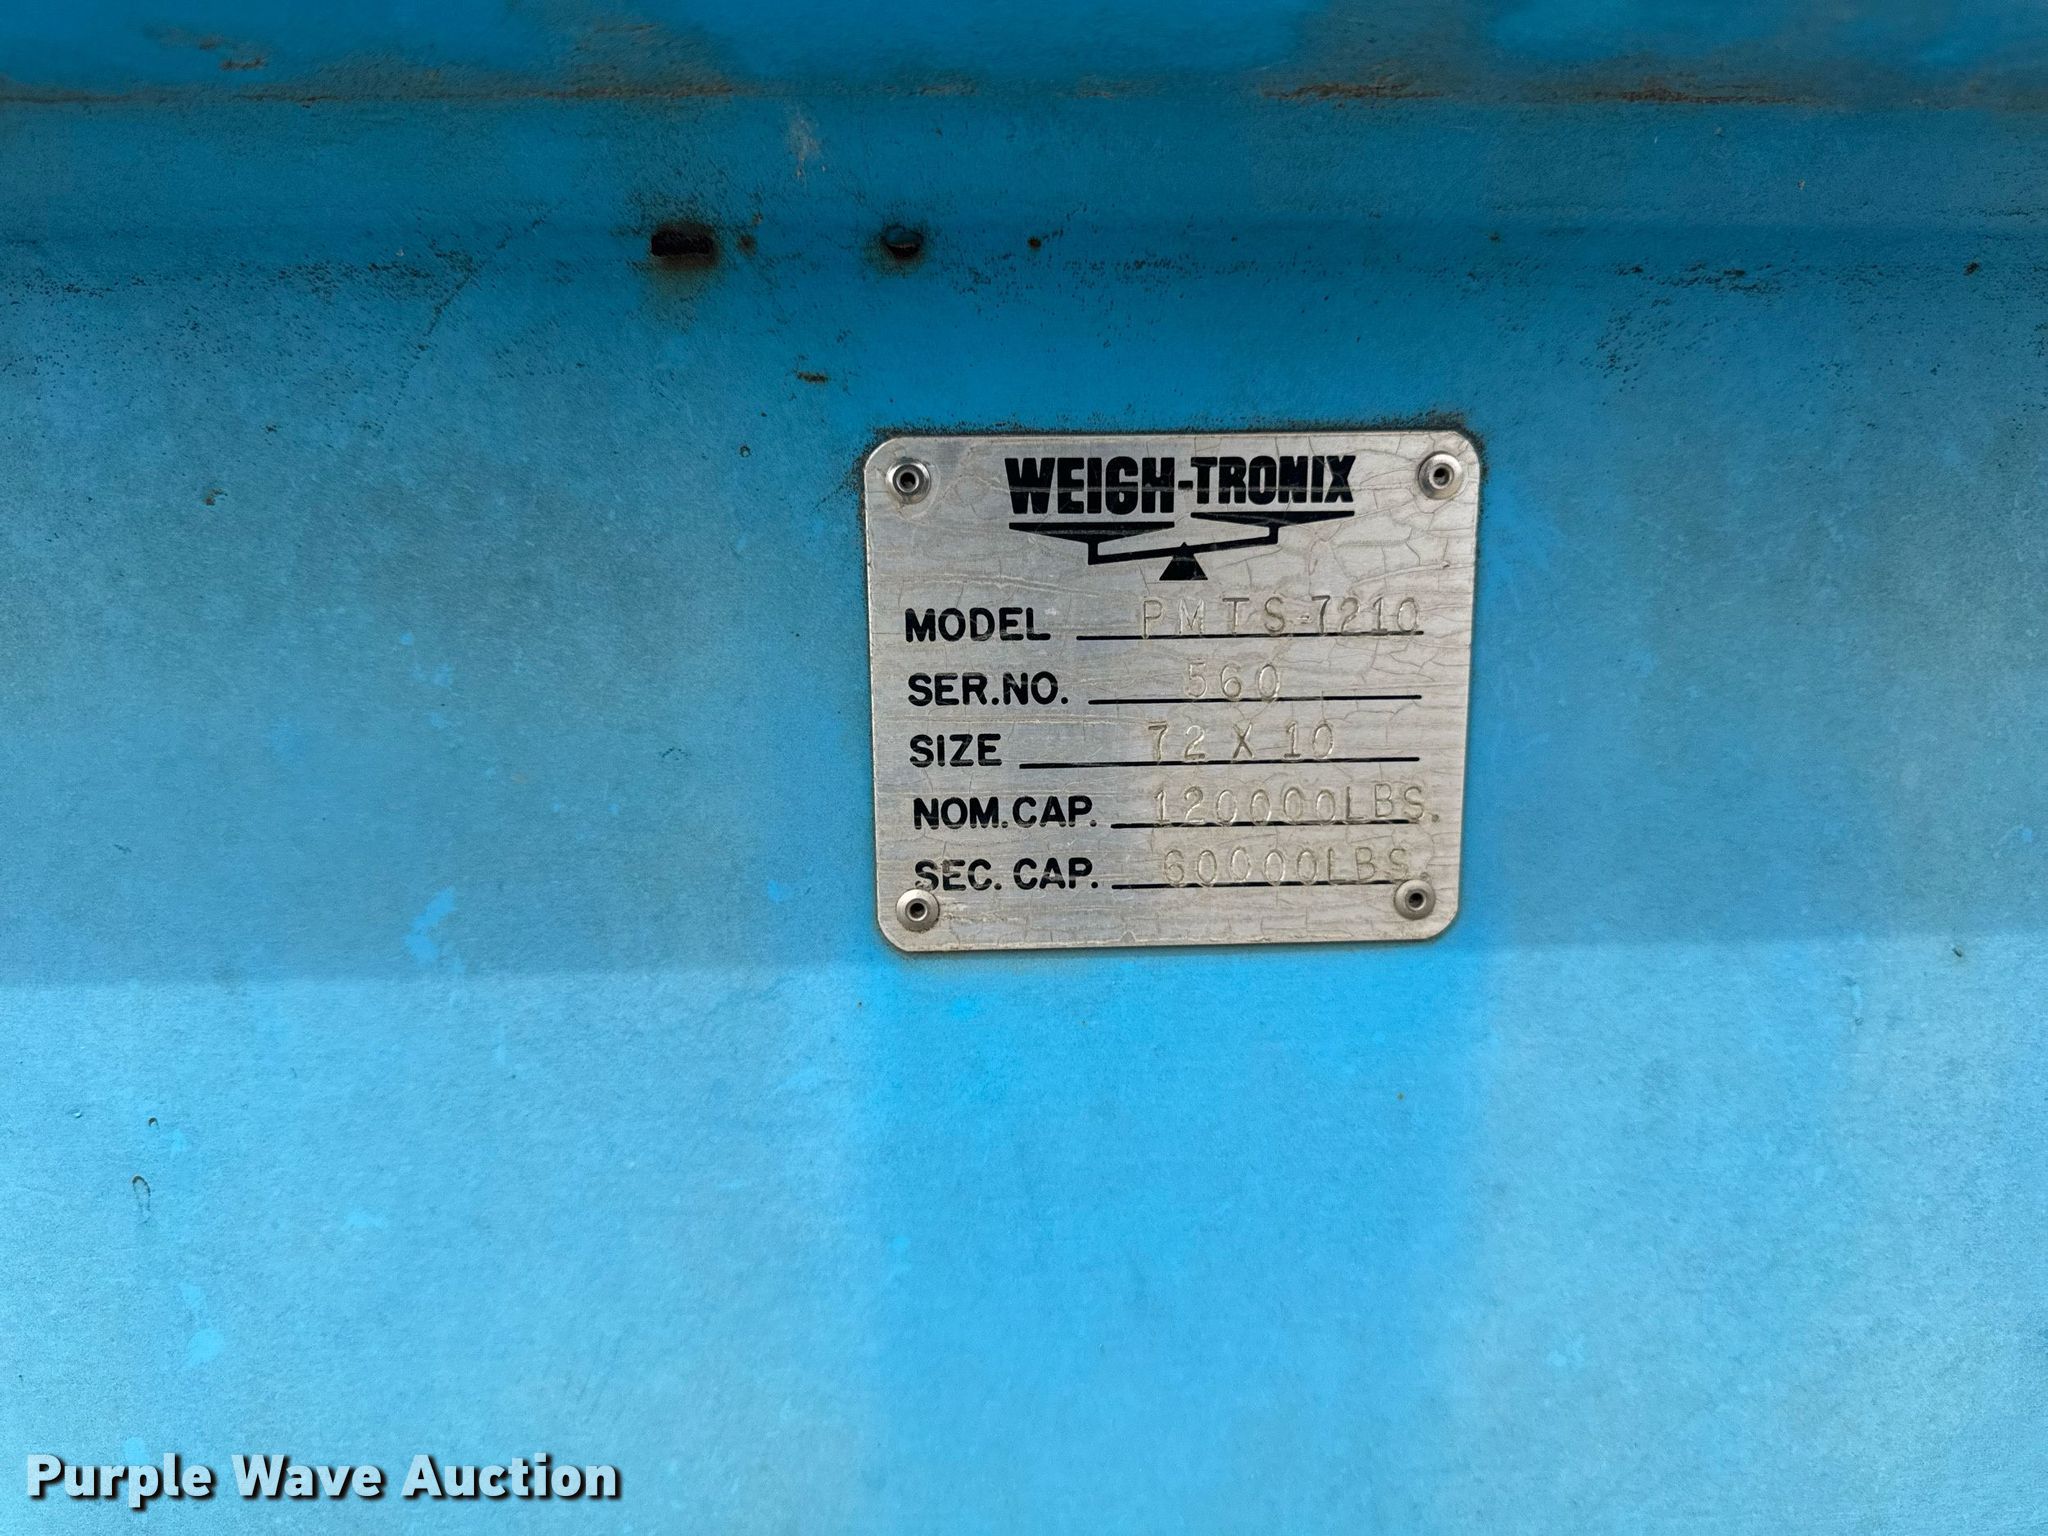 WEIGH-TRONIX
MODEL PMTS-7210
SER.NO. 560
SIZE 72 X 10
NOM.CAP. 120000LBS.
SEC. CAP. 60000LBS.
Purple Wave Auction